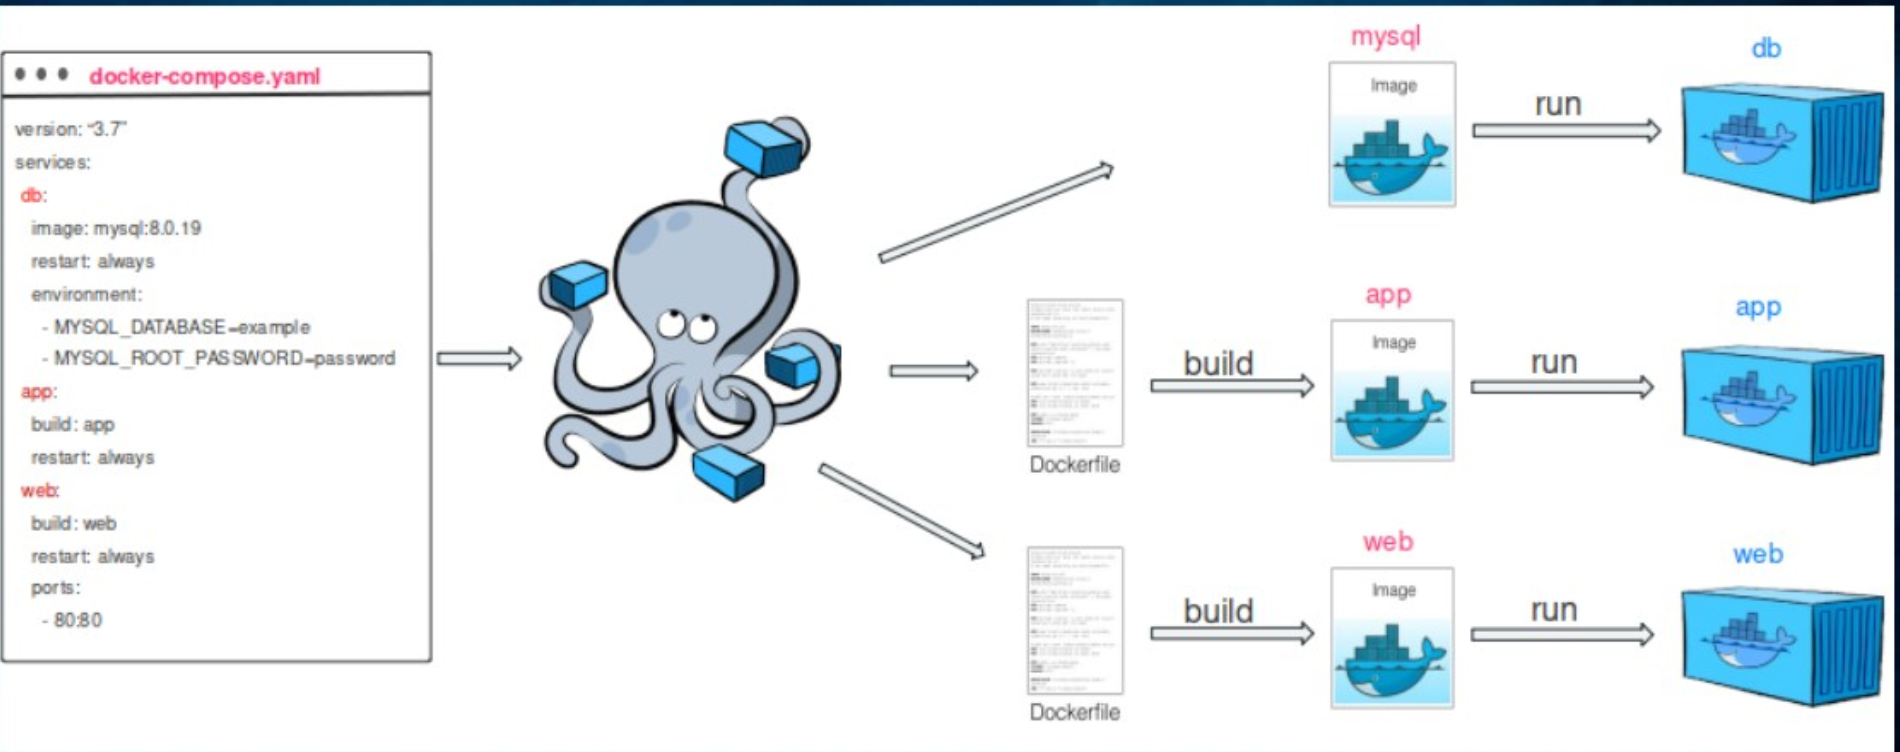 docker-compose.yaml
version: “3.7”
services:
db:
image: mysql:8.0.19
restart: always
environment:
- MYSQL_DATABASE=example
- MYSQL_ROOT_PASSWORD=password
app:
build: app
restart: always
web:
build: web
restart: always
ports:
- 80:80
mysql
Image
run
db
Dockerfile
build
app
Image
run
app
Dockerfile
build
web
Image
run
web